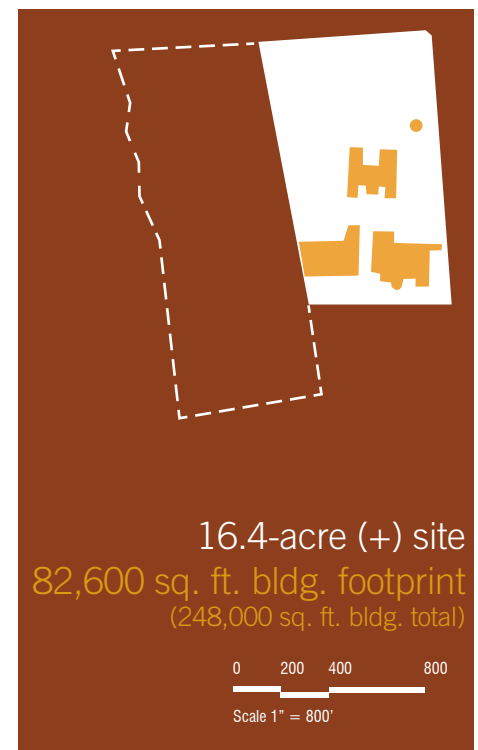 16.4-acre (+) site
82,600 sq. ft. bldg. footprint
(248,000 sq. ft. bldg. total)
0 200 400 800
Scale 1” = 800’